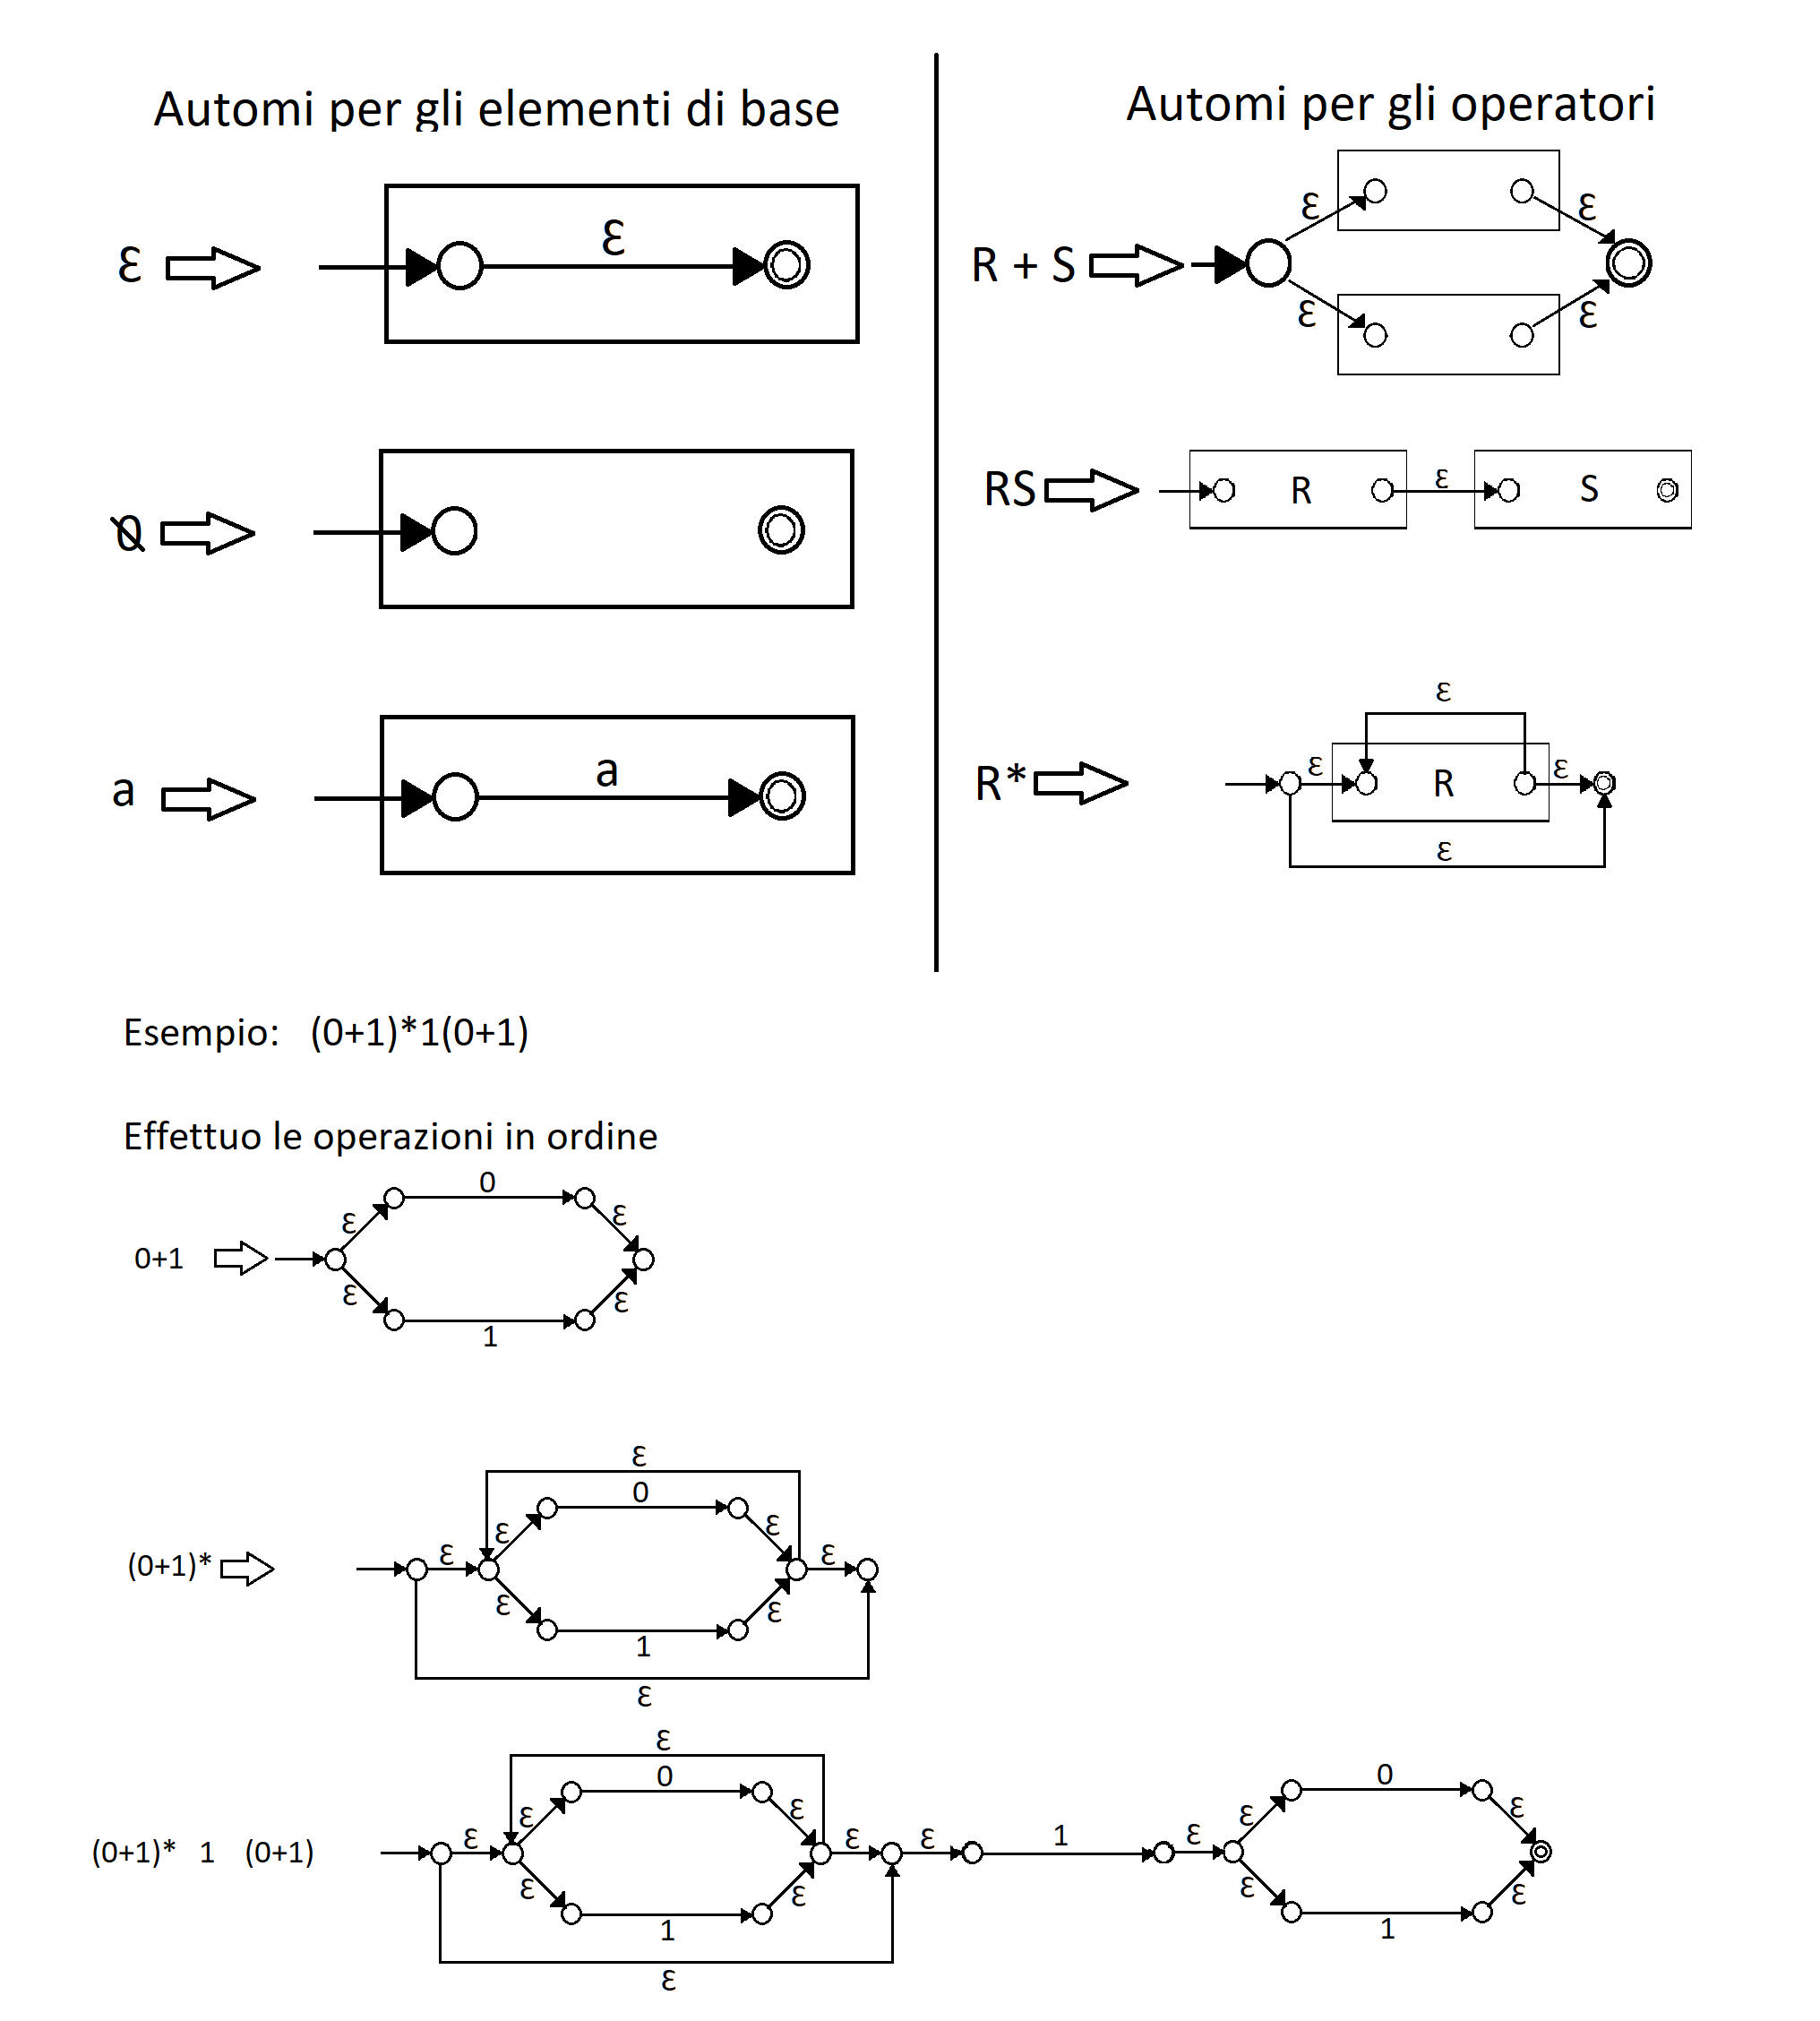 Automi per gli elementi di base
ε
ε
Ø
a
a
Automi per gli operatori
R + S
ε ε
ε ε
RS
R ε S
R*
ε
ε R ε
ε
Esempio: (0+1)*1(0+1)
Effettuo le operazioni in ordine
0
ε ε
0+1
ε ε
1
ε
0
ε ε
(0+1)* ε ε
ε ε
1
ε
ε
0 0
ε ε ε ε
(0+1)* 1 (0+1) ε ε ε 1 ε
ε ε ε ε
1 1
ε